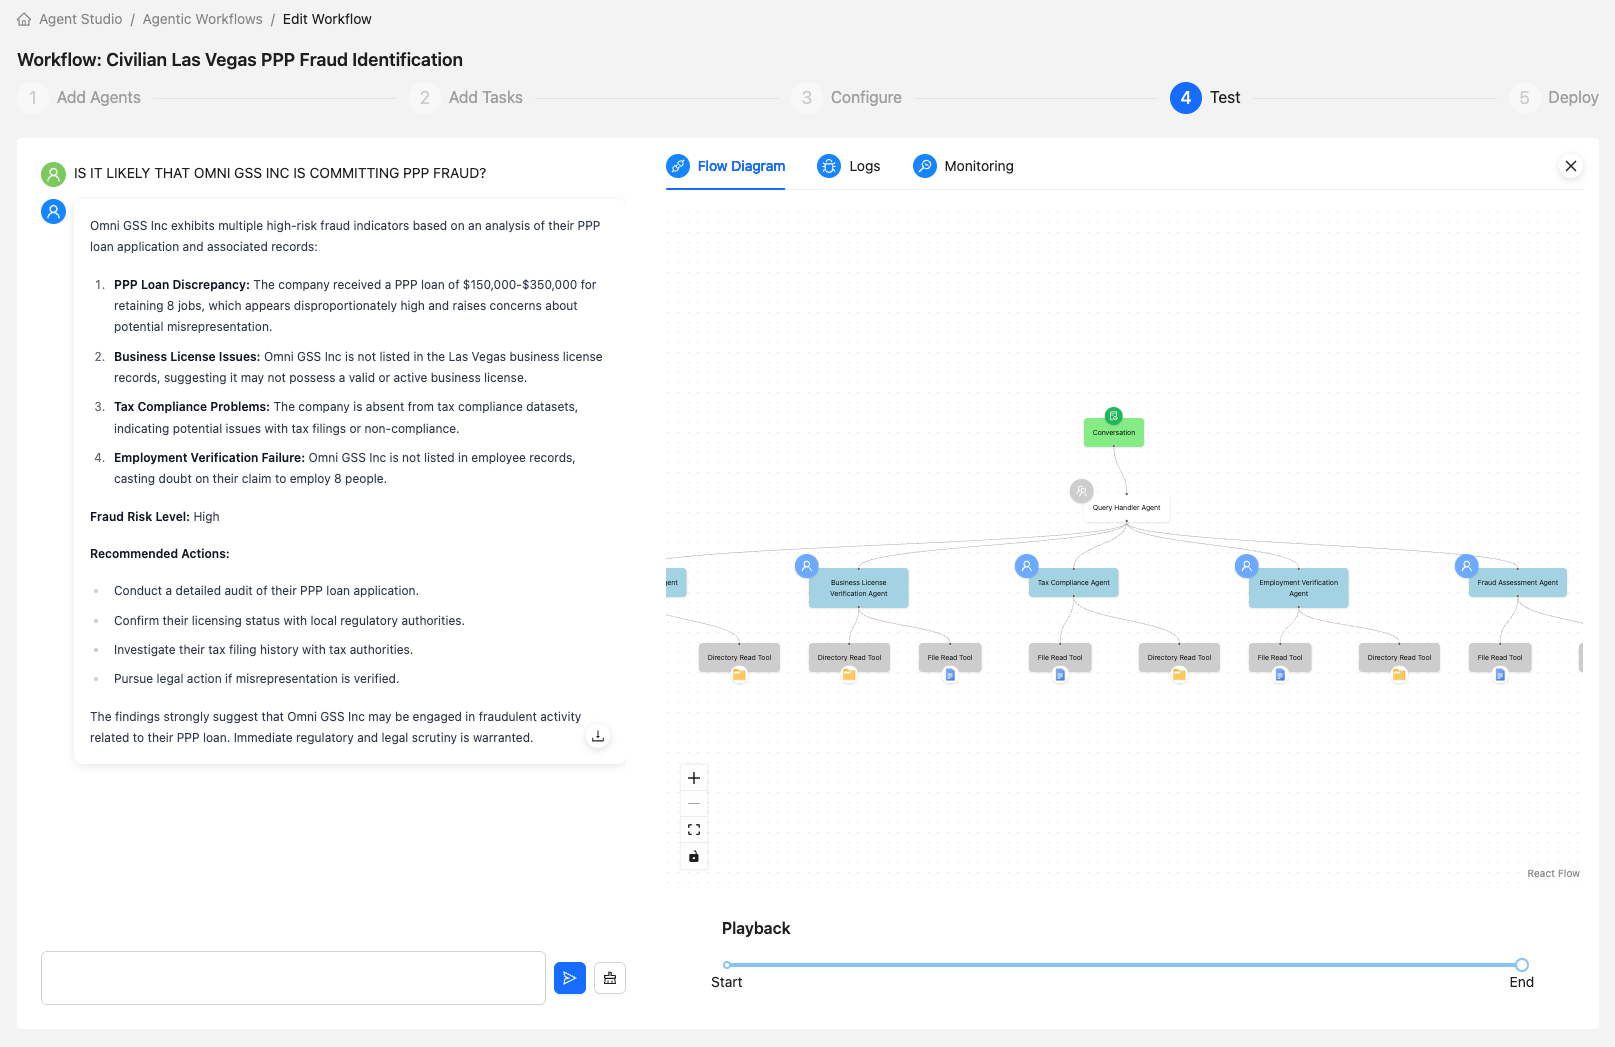 Agent Studio / Agentic Workflows / Edit Workflow
Workflow: Civilian Las Vegas PPP Fraud Identification
1 Add Agents 2 Add Tasks 3 Configure 4 Test 5 Deploy
IS IT LIKELY THAT OMNI GSS INC IS COMMITTING PPP FRAUD?
Omni GSS Inc exhibits multiple high-risk fraud indicators based on an analysis of their PPP
loan application and associated records:
1. PPP Loan Discrepancy: The company received a PPP loan of $150,000-$350,000 for
retaining 8 jobs, which appears disproportionately high and raises concerns about
potential misrepresentation.
2. Business License Issues: Omni GSS Inc is not listed in the Las Vegas business license
records, suggesting it may not possess a valid or active business license.
3. Tax Compliance Problems: The company is absent from tax compliance datasets,
indicating potential issues with tax filings or non-compliance.
4. Employment Verification Failure: Omni GSS Inc is not listed in employee records,
casting doubt on their claim to employ 8 people.
Fraud Risk Level: High
Recommended Actions:
Conduct a detailed audit of their PPP loan application.
Confirm their licensing status with local regulatory authorities.
Investigate their tax filing history with tax authorities.
Pursue legal action if misrepresentation is verified.
The findings strongly suggest that Omni GSS Inc may be engaged in fraudulent activity
related to their PPP loan. Immediate regulatory and legal scrutiny is warranted.
Flow Diagram Logs Monitoring
Conversation
Query Handler Agent
Business License
Verification Agent
Tax Compliance Agent
Employment Verification
Agent
Fraud Assessment Agent
Directory Read Tool
Directory Read Tool
File Read Tool
File Read Tool
Directory Read Tool
File Read Tool
Directory Read Tool
File Read Tool
React Flow
Playback
Start
End